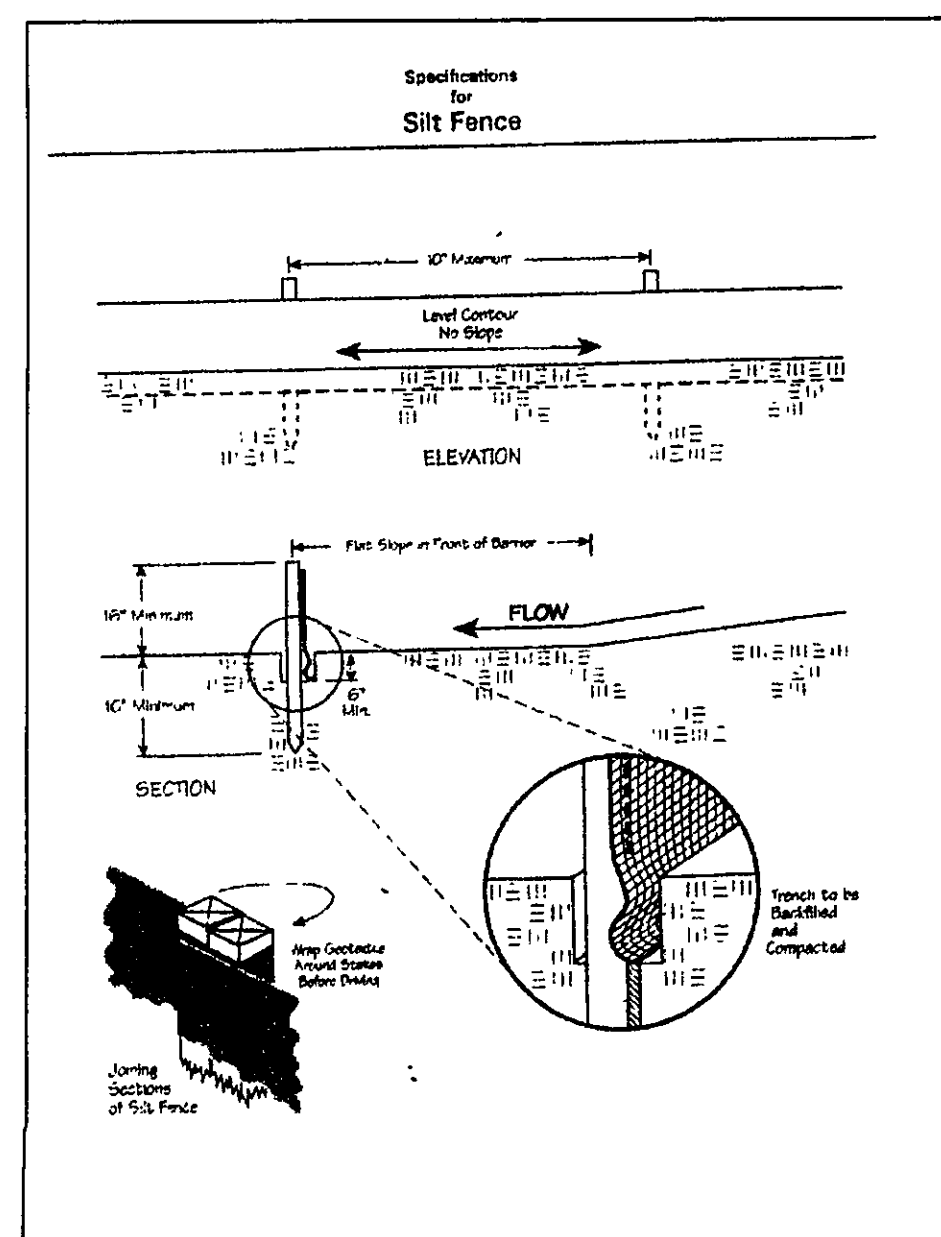 Specifications
for
Silt Fence
10" Maximum
Level Contour
No Slope
ELEVATION
Flat Slope in Front of Barrier
16" Minimum
FLOW
10" Minimum
6"
Min.
SECTION
Trench to be
Backfilled
and
Compacted
Wrap Geotextile
Around Stakes
Before Driving
Joining
Sections
of Silt Fence